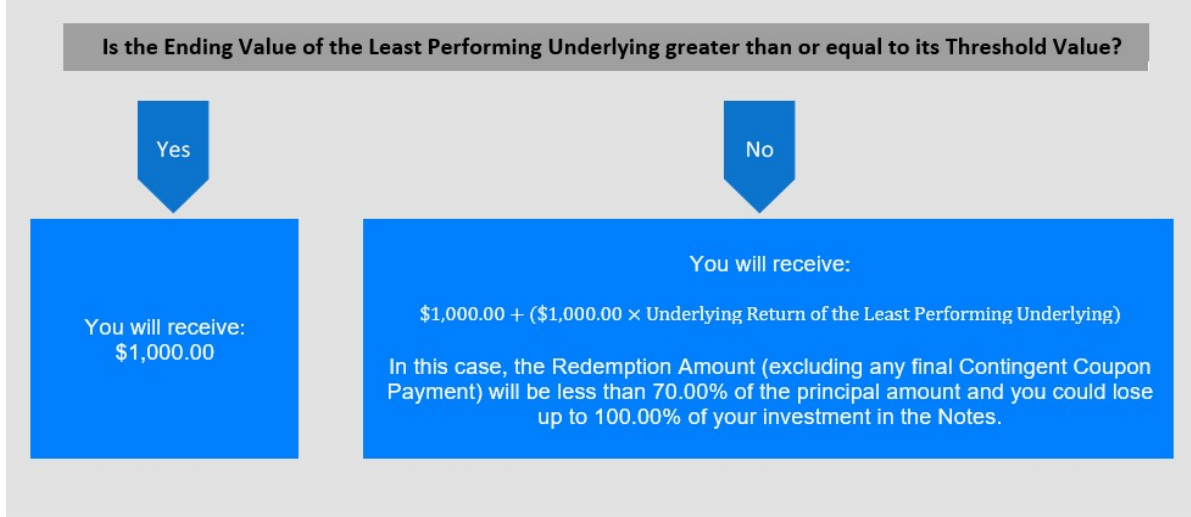 Is the Ending Value of the Least Performing Underlying greater than or equal to its Threshold Value?
Yes
No
You will receive:
$1,000.00
You will receive:
$1,000.00 + ($1,000.00 × Underlying Return of the Least Performing Underlying)
In this case, the Redemption Amount (excluding any final Contingent Coupon
Payment) will be less than 70.00% of the principal amount and you could lose
up to 100.00% of your investment in the Notes.